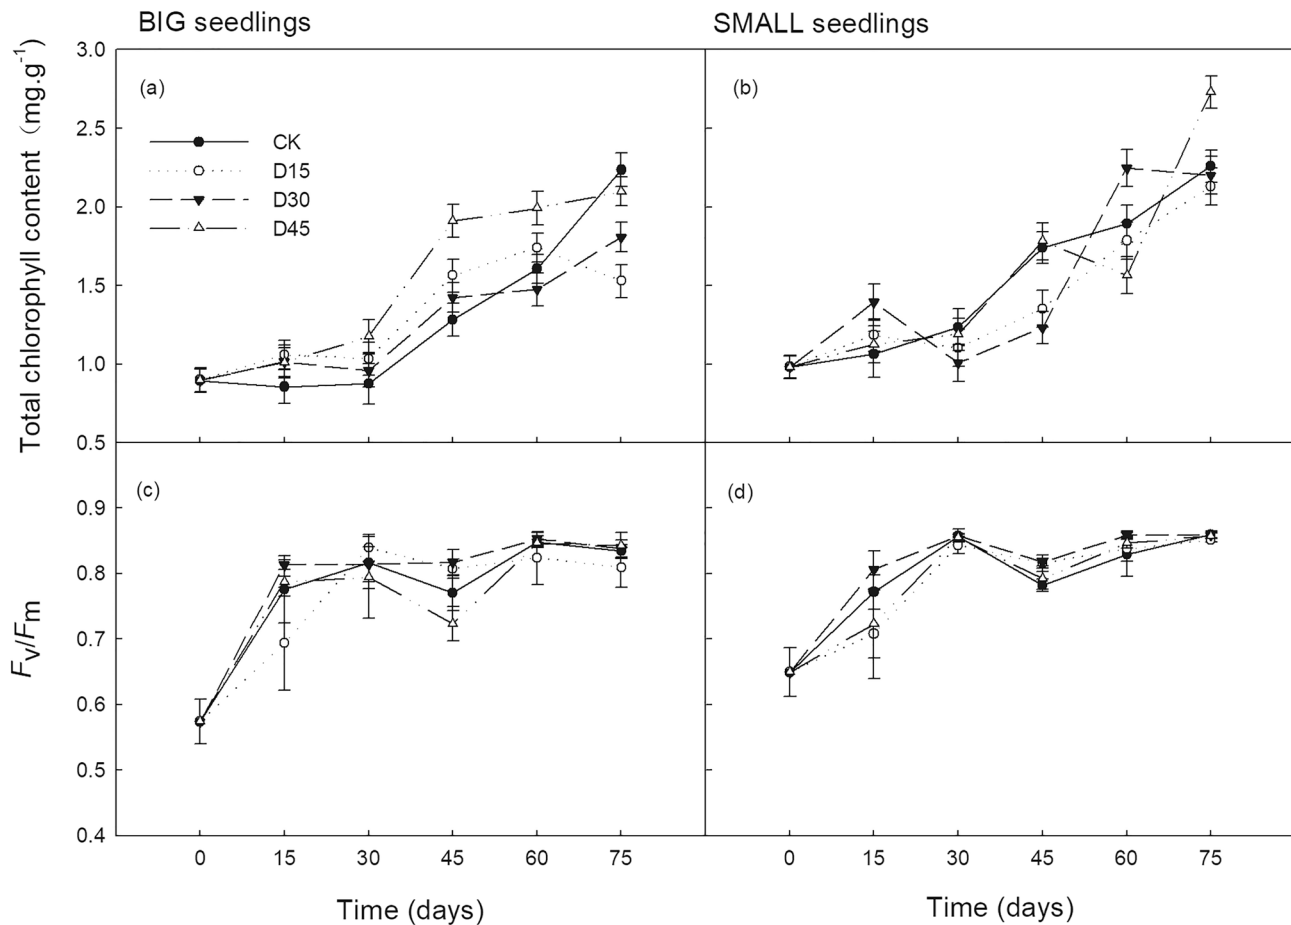 BIG seedlings
SMALL seedlings
Total chlorophyll content (mg.g-1)
3.0
2.5
2.0
1.5
1.0
0.5
(a)
CK
D15
D30
D45
(b)
Fv/Fm
0.9
0.8
0.7
0.6
0.5
0.4
(c)
(d)
0 15 30 45 60 75
0 15 30 45 60 75
Time (days)
Time (days)